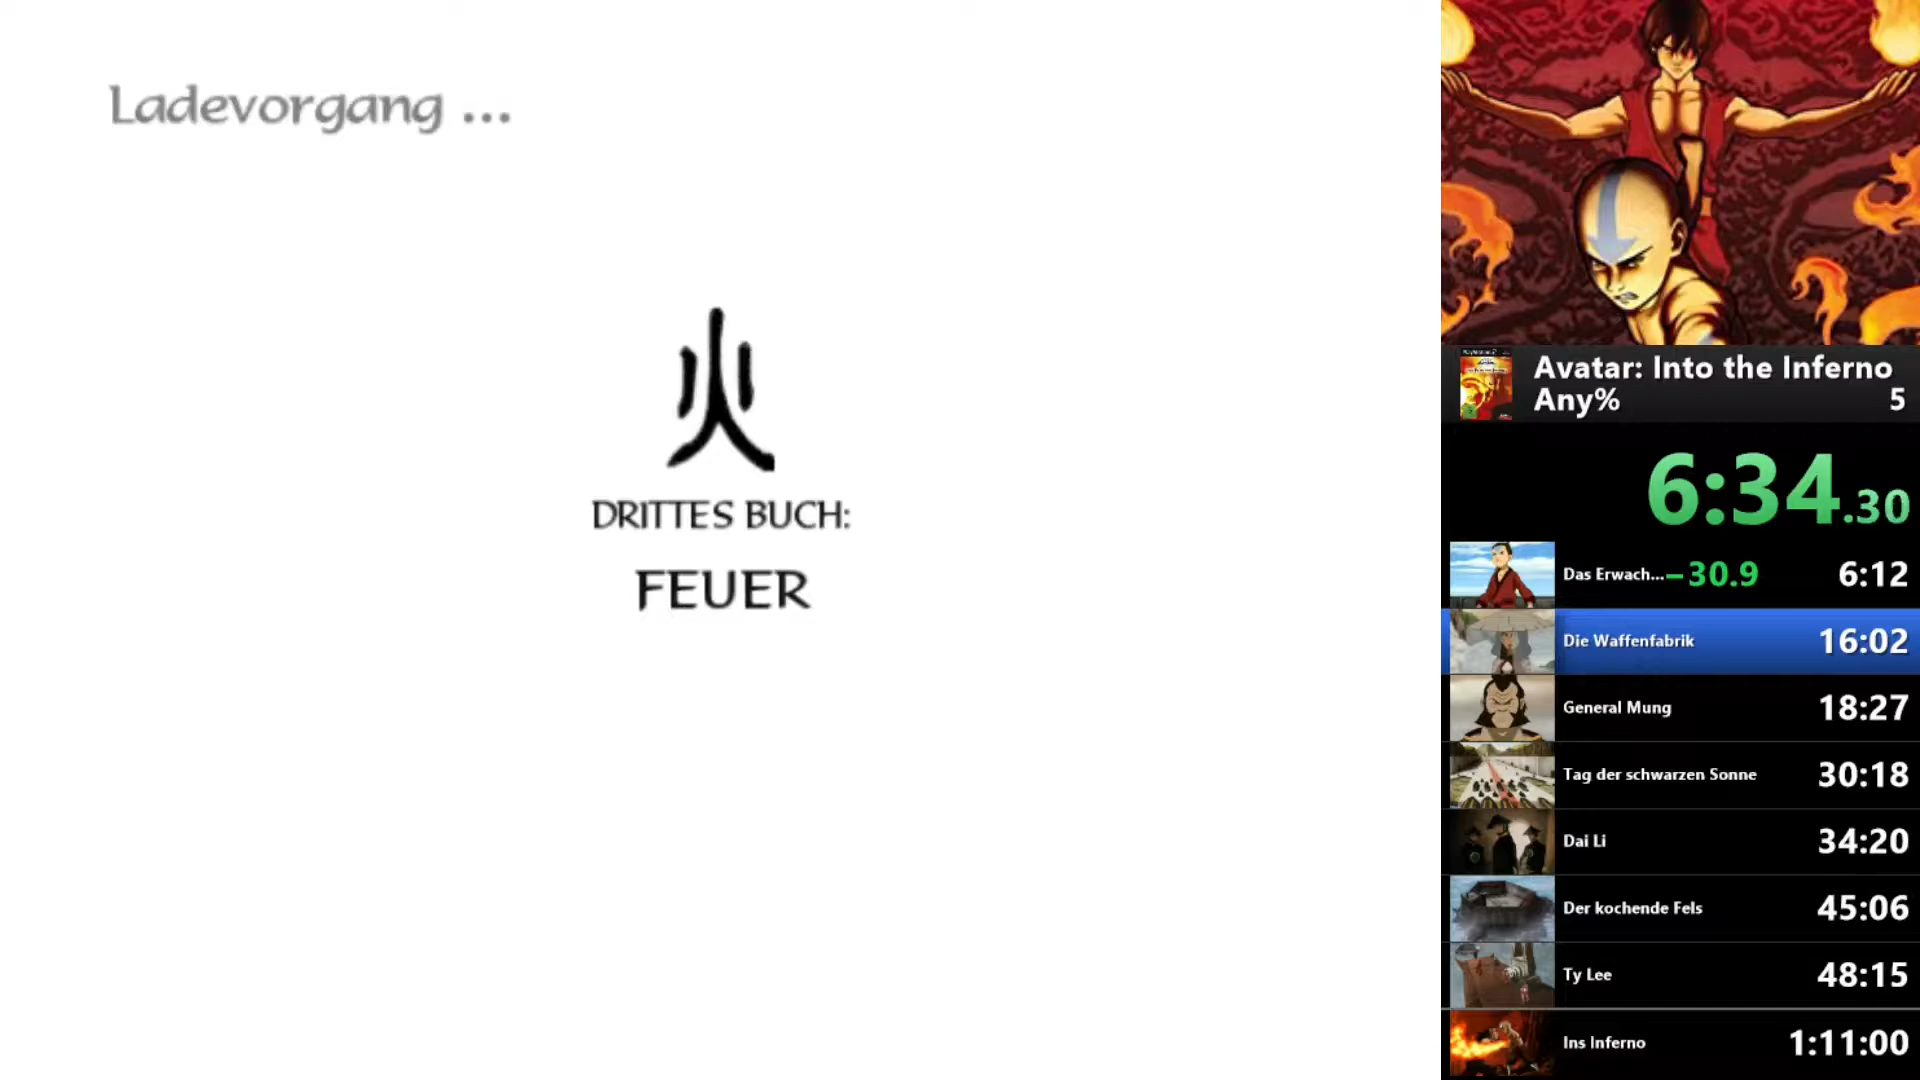 Ladevorgang ...
火
DRITTES BUCH:
FEUER
Avatar: Into the Inferno
Any% 5
6:34.30
Das Erwach... −30.9 6:12
Die Waffenfabrik 16:02
General Mung 18:27
Tag der schwarzen Sonne 30:18
Dai Li 34:20
Der kochende Fels 45:06
Ty Lee 48:15
Ins Inferno 1:11:00